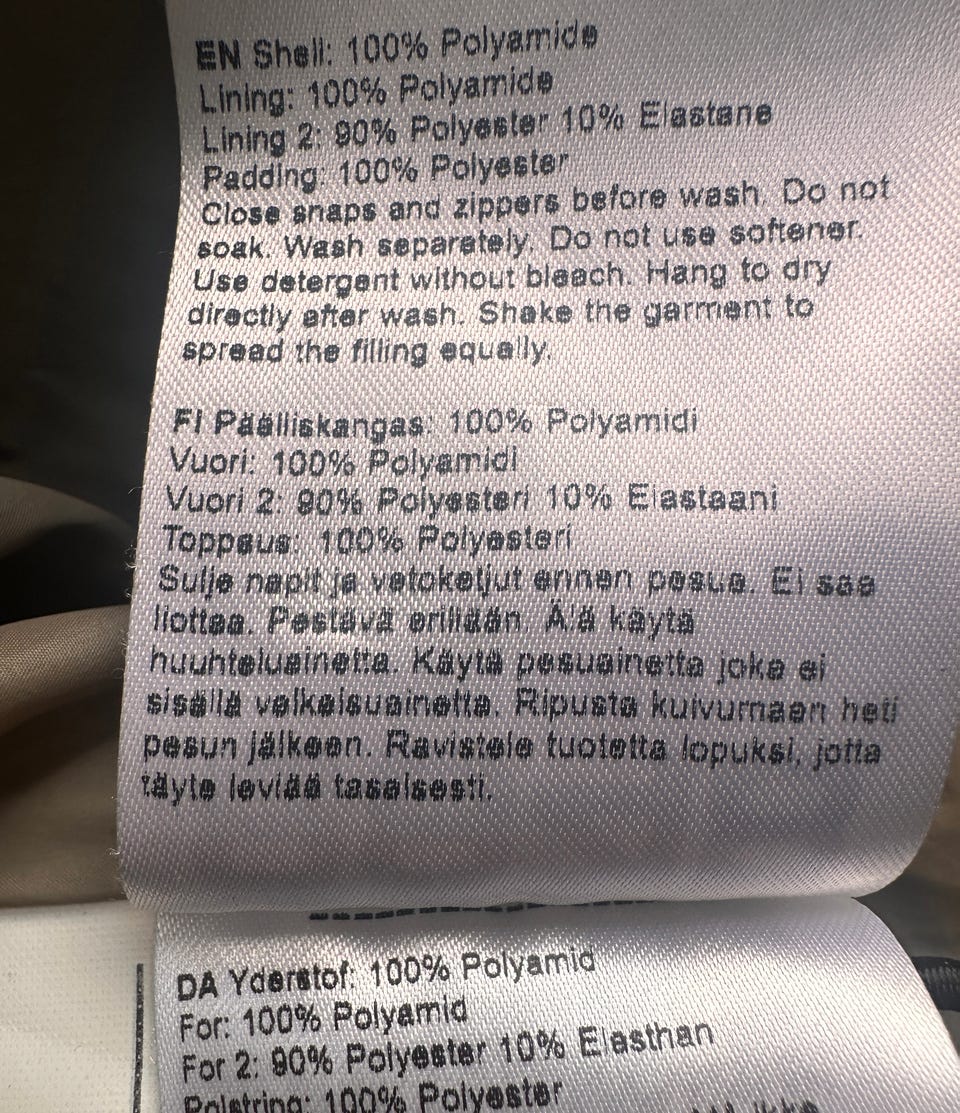 EN Shell: 100% Polyamide
Lining: 100% Polyamide
Lining 2: 90% Polyester 10% Elastane
Padding: 100% Polyester
Close snaps and zippers before wash. Do not
soak. Wash separately. Do not use softener.
Use detergent without bleach. Hang to dry
directly after wash. Shake the garment to
spread the filling equally.
FI Päälliskangas: 100% Polyamidi
Vuori: 100% Polyamidi
Vuori 2: 90% Polyesteri 10% Elastaani
Toppaus: 100% Polyesteri
Sulje napit ja vetoketjut ennen pesua. Ei saa
liottaa. Pestävä erillään. Älä käytä
huuhteluainetta. Käytä pesuainetta joka ei
sisällä valkaisuainetta. Ripusta kuivumaan heti
pesun jälkeen. Ravistele tuotetta lopuksi, jotta
täyte leviää tasaisesti.
DA Yderstof: 100% Polyamid
For: 100% Polyamid
For 2: 90% Polyester 10% Elasthan
Polstring: 100% Polyester